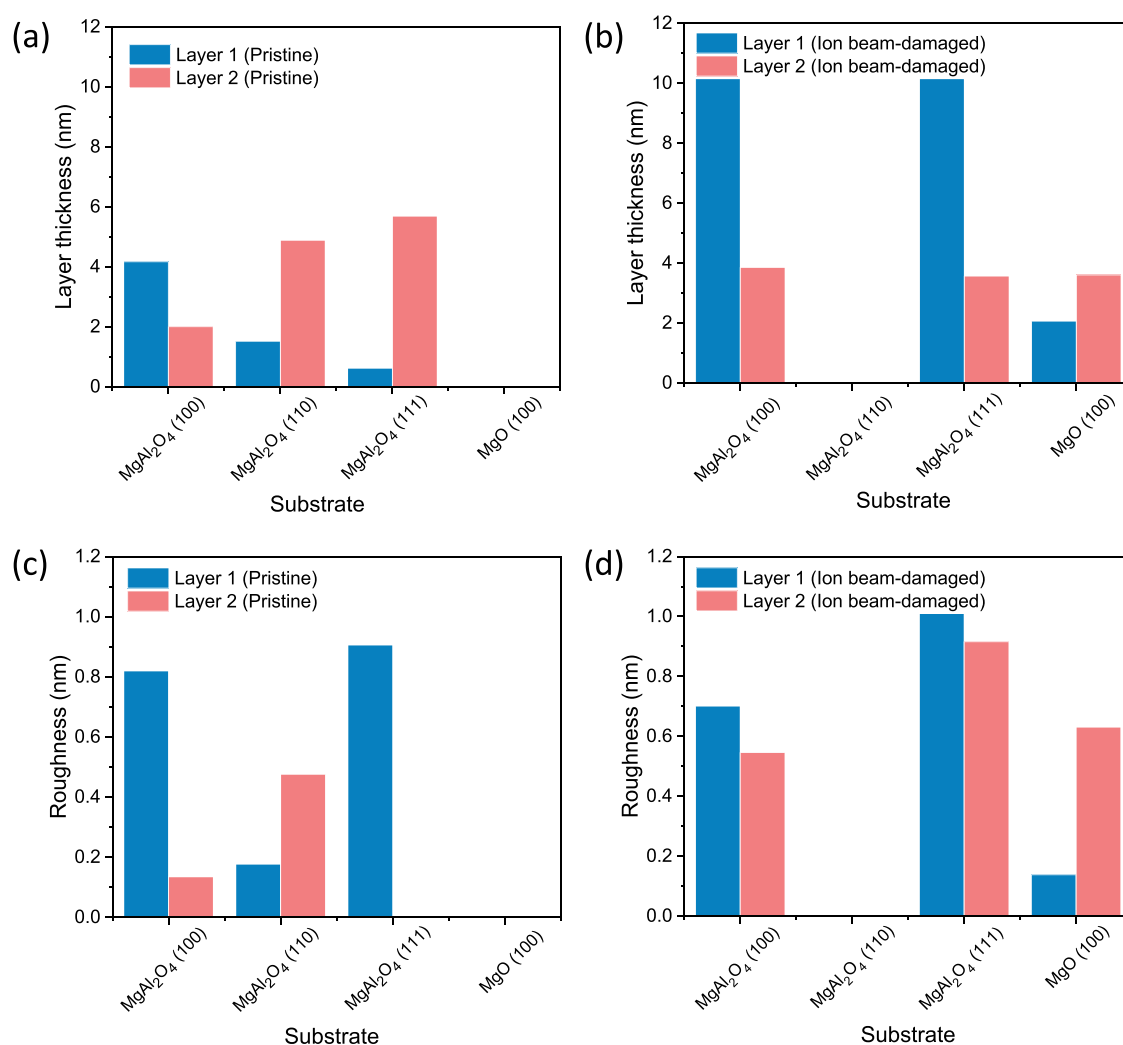 (a)
Layer 1 (Pristine)
Layer 2 (Pristine)
12
10
8
6
4
2
0
Layer thickness (nm)
MgAl₂O₄ (100)
MgAl₂O₄ (110)
MgAl₂O₄ (111)
MgO (100)
Substrate
(b)
Layer 1 (Ion beam-damaged)
Layer 2 (Ion beam-damaged)
12
10
8
6
4
2
0
Layer thickness (nm)
MgAl₂O₄ (100)
MgAl₂O₄ (110)
MgAl₂O₄ (111)
MgO (100)
Substrate
(c)
Layer 1 (Pristine)
Layer 2 (Pristine)
1.2
1.0
0.8
0.6
0.4
0.2
0.0
Roughness (nm)
MgAl₂O₄ (100)
MgAl₂O₄ (110)
MgAl₂O₄ (111)
MgO (100)
Substrate
(d)
Layer 1 (Ion beam-damaged)
Layer 2 (Ion beam-damaged)
1.2
1.0
0.8
0.6
0.4
0.2
0.0
Roughness (nm)
MgAl₂O₄ (100)
MgAl₂O₄ (110)
MgAl₂O₄ (111)
MgO (100)
Substrate